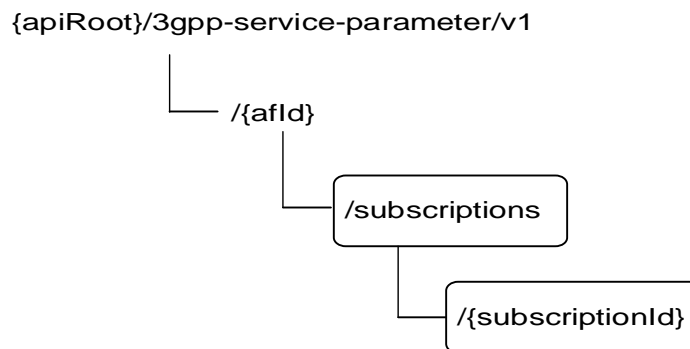 {apiRoot}/3gpp-service-parameter/v1
/{afId}
/subscriptions
/{subscriptionId}